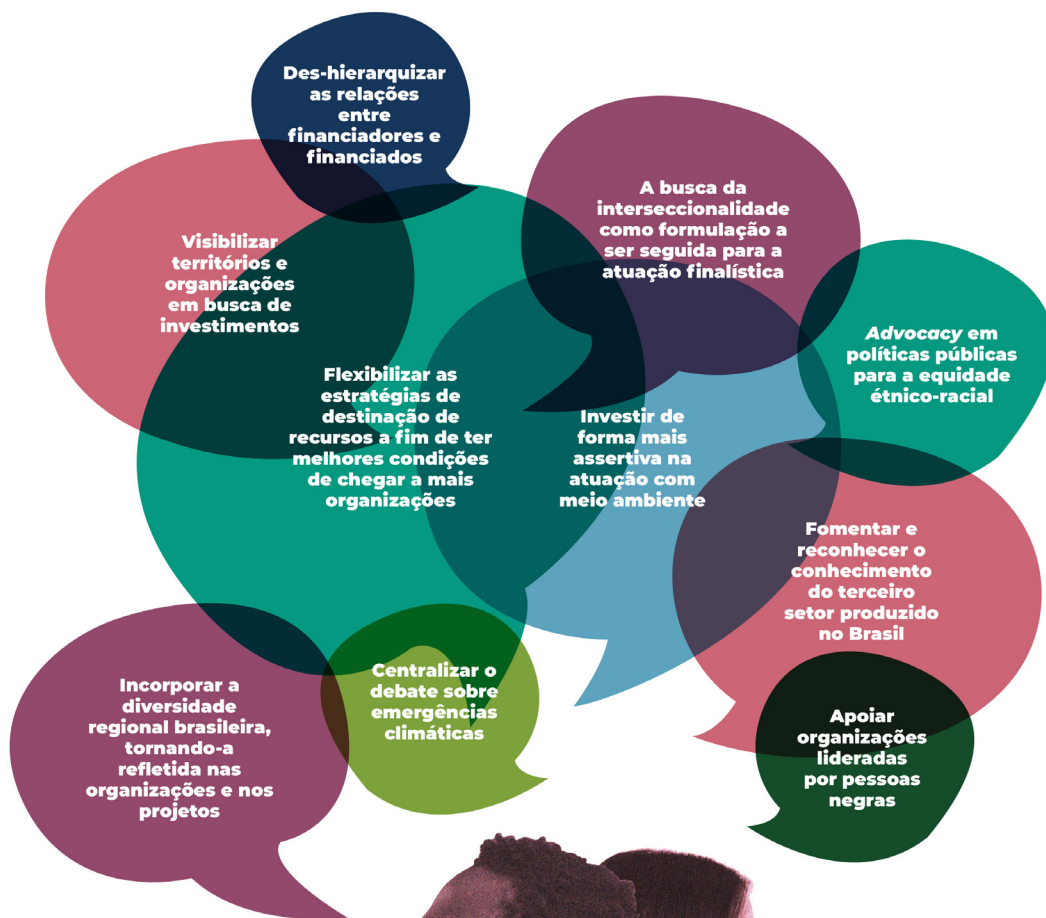 Des-hierarquizar
as relações
entre
financiadores e
financiados
A busca da
interseccionalidade
como formulação a
ser seguida para a
atuação finalística
Visibilizar
territórios e
organizações
em busca de
investimentos
Advocacy em
políticas públicas
para a equidade
étnico-racial
Flexibilizar as
estratégias de
destinação de
recursos a fim de ter
melhores condições
de chegar a mais
organizações
Investir de
forma mais
assertiva na
atuação com
meio ambiente
Fomentar e
reconhecer o
conhecimento
do terceiro
setor produzido
no Brasil
Incorporar a
diversidade
regional brasileira,
tornando-a
refletida nas
organizações e nos
projetos
Centralizar o
debate sobre
emergências
climáticas
Apoiar
organizações
lideradas
por pessoas
negras